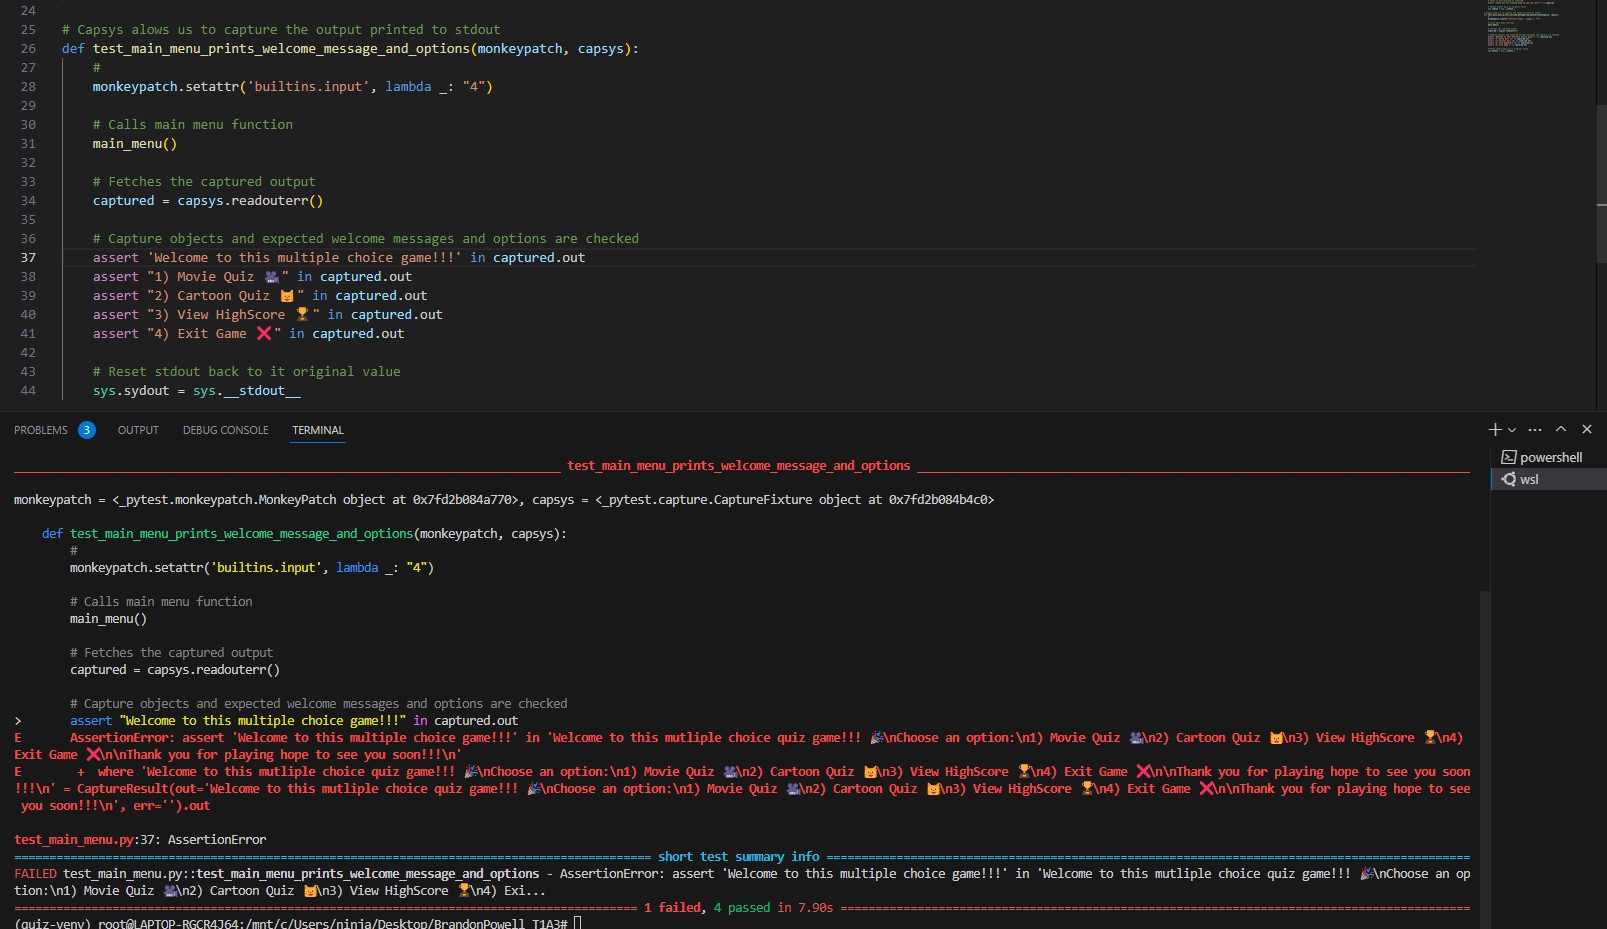 24
25 # Capsys allows us to capture the output printed to stdout
26 def test_main_menu_prints_welcome_message_and_options(monkeypatch, capsys):
27 #
28 monkeypatch.setattr('builtins.input', lambda _: "4")
29
30 # Calls main menu function
31 main_menu()
32
33 # Fetches the captured output
34 captured = capsys.readouterr()
35
36 # Capture objects and expected welcome messages and options are checked
37 assert 'Welcome to this multiple choice game!!!' in captured.out
38 assert "1) Movie Quiz 🎥" in captured.out
39 assert "2) Cartoon Quiz 😺" in captured.out
40 assert "3) View HighScore 🏆" in captured.out
41 assert "4) Exit Game ❌" in captured.out
42
43 # Reset stdout back to it original value
44 sys.sydout = sys.__stdout__
PROBLEMS 3 OUTPUT DEBUG CONSOLE TERMINAL
powershell
wsl
test_main_menu_prints_welcome_message_and_options
monkeypatch = <_pytest.monkeypatch.MonkeyPatch object at 0x7fd2b084a770>, capsys = <_pytest.capture.CaptureFixture object at 0x7fd2b084b4c0>
def test_main_menu_prints_welcome_message_and_options(monkeypatch, capsys):
#
monkeypatch.setattr('builtins.input', lambda _: "4")
# Calls main menu function
main_menu()
# Fetches the captured output
captured = capsys.readouterr()
# Capture objects and expected welcome messages and options are checked
> assert "Welcome to this multiple choice game!!!" in captured.out
E AssertionError: assert 'Welcome to this multiple choice game!!!' in 'Welcome to this mutliple choice quiz game!!! 🎉\nChoose an option:\n1) Movie Quiz 🎥\n2) Cartoon Quiz 😺\n3) View HighScore 🏆\n4)
Exit Game ❌\n\nThank you for playing hope to see you soon!!!\n'
E + where 'Welcome to this mutliple choice quiz game!!! 🎉\nChoose an option:\n1) Movie Quiz 🎥\n2) Cartoon Quiz 😺\n3) View HighScore 🏆\n4) Exit Game ❌\n\nThank you for playing hope to see you soon
!!!\n' = CaptureResult(out='Welcome to this mutliple choice quiz game!!! 🎉\nChoose an option:\n1) Movie Quiz 🎥\n2) Cartoon Quiz 😺\n3) View HighScore 🏆\n4) Exit Game ❌\n\nThank you for playing hope to see
you soon!!!\n', err='').out
test_main_menu.py:37: AssertionError
short test summary info
FAILED test_main_menu.py::test_main_menu_prints_welcome_message_and_options - AssertionError: assert 'Welcome to this multiple choice game!!!' in 'Welcome to this mutliple choice quiz game!!! 🎉\nChoose an op
tion:\n1) Movie Quiz 🎥\n2) Cartoon Quiz 😺\n3) View HighScore 🏆\n4) Exi...
1 failed, 4 passed in 7.90s
(quiz-venv) root@LAPTOP-RGCR4J64:/mnt/c/Users/ninja/Desktop/BrandonPowell_T1A3#